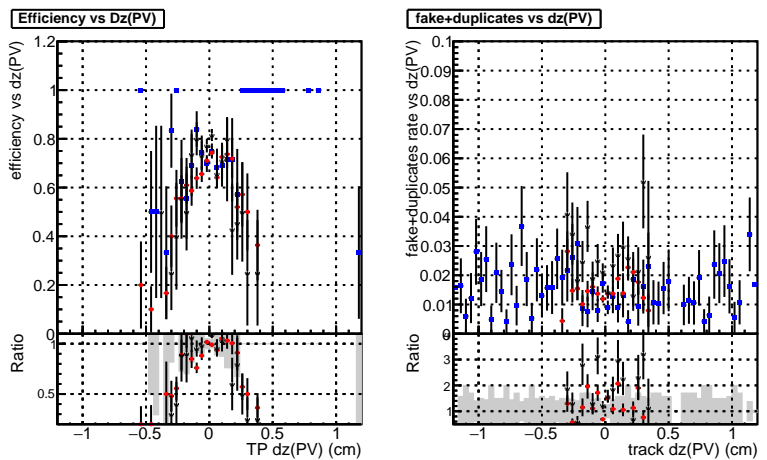 Efficiency vs Dz(PV)
fake+duplicates vs dz(PV)
efficiency vs dz(PV)
1.2
1
0.8
0.6
0.4
0.2
0
Ratio
1
0.5
−1 −0.5 0 0.5 1
TP dz(PV) (cm)
fake+duplicates rate vs dz(PV)
0.1
0.09
0.08
0.07
0.06
0.05
0.04
0.03
0.02
0.01
0
Ratio
3
2
1
−1 −0.5 0 0.5 1
track dz(PV) (cm)